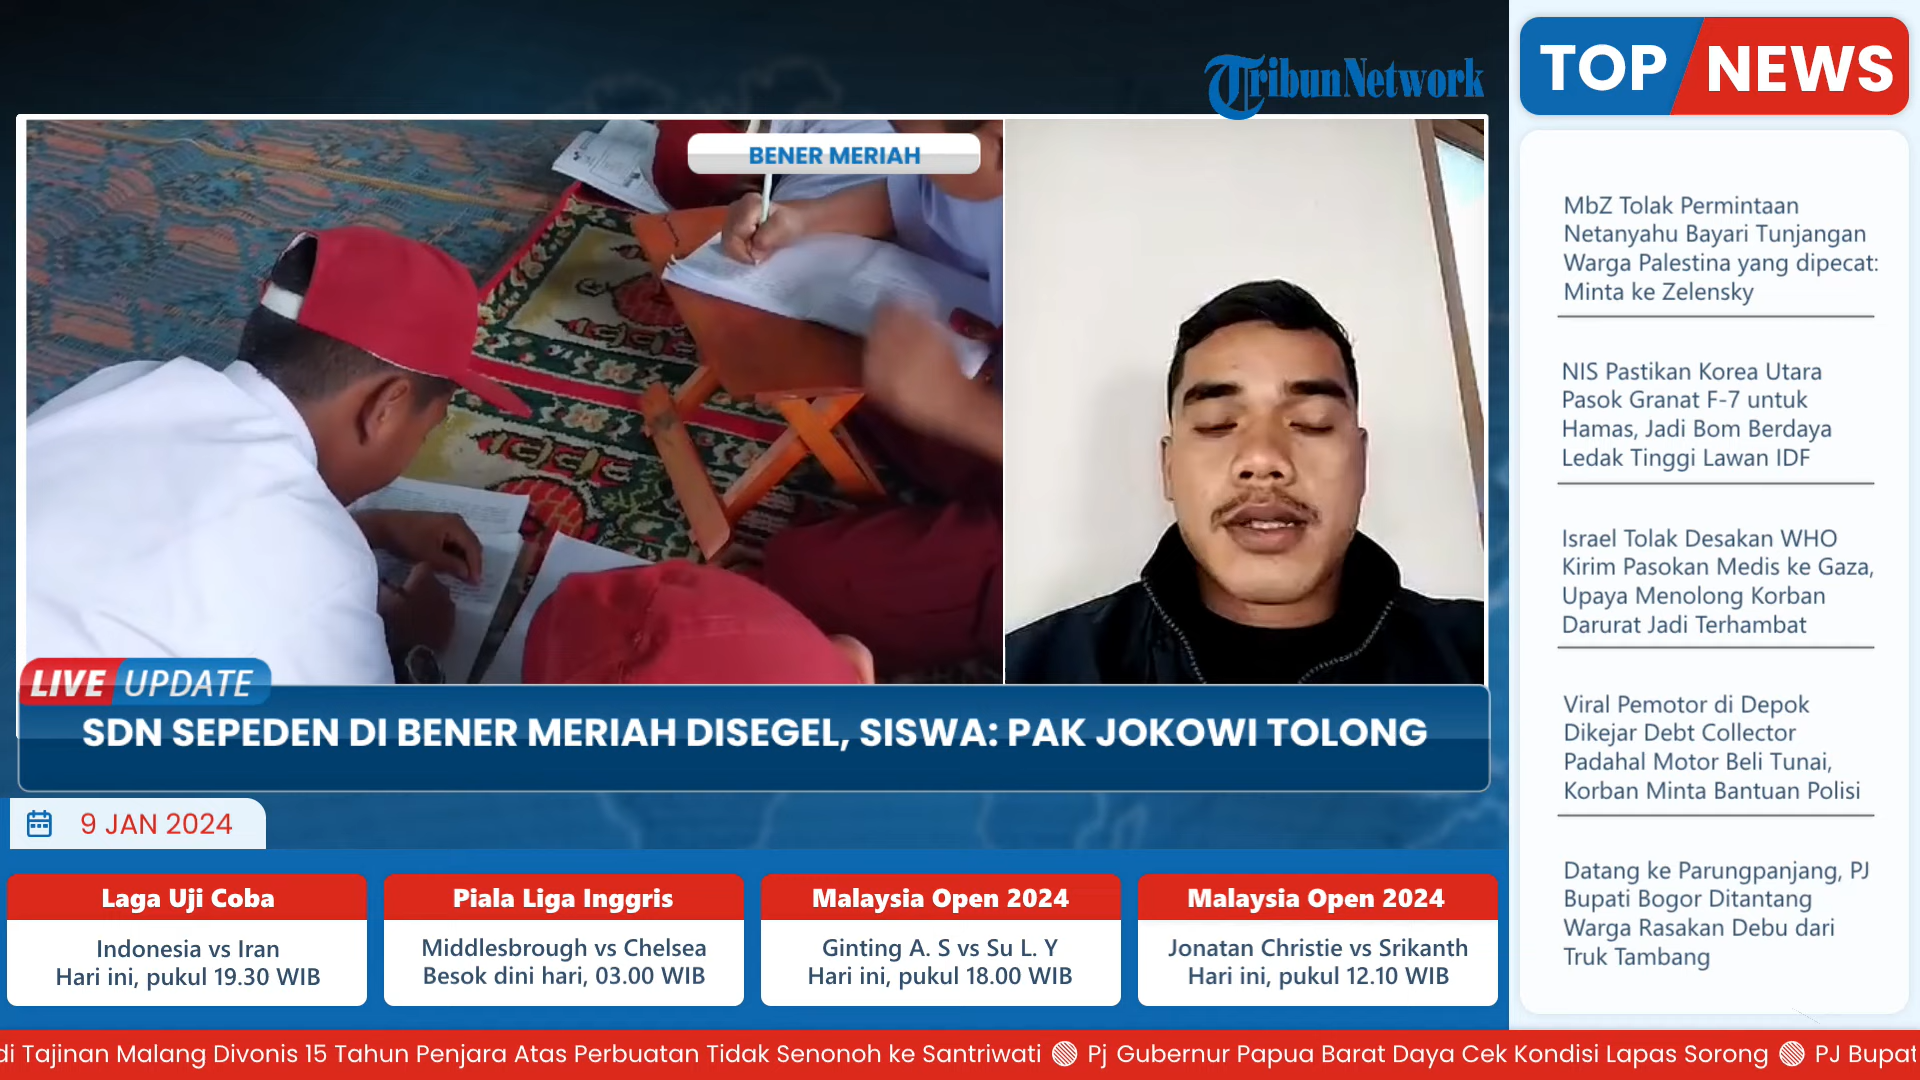 TribunNetwork
BENER MERIAH
LIVE UPDATE
SDN SEPEDEN DI BENER MERIAH DISEGEL, SISWA: PAK JOKOWI TOLONG
9 JAN 2024
Laga Uji Coba
Indonesia vs Iran
Hari ini, pukul 19.30 WIB
Piala Liga Inggris
Middlesbrough vs Chelsea
Besok dini hari, 03.00 WIB
Malaysia Open 2024
Ginting A. S vs Su L. Y
Hari ini, pukul 18.00 WIB
Malaysia Open 2024
Jonatan Christie vs Srikanth
Hari ini, pukul 12.10 WIB
TOP NEWS
MbZ Tolak Permintaan
Netanyahu Bayari Tunjangan
Warga Palestina yang dipecat:
Minta ke Zelensky
NIS Pastikan Korea Utara
Pasok Granat F-7 untuk
Hamas, Jadi Bom Berdaya
Ledak Tinggi Lawan IDF
Israel Tolak Desakan WHO
Kirim Pasokan Medis ke Gaza,
Upaya Menolong Korban
Darurat Jadi Terhambat
Viral Pemotor di Depok
Dikejar Debt Collector
Padahal Motor Beli Tunai,
Korban Minta Bantuan Polisi
Datang ke Parungpanjang, PJ
Bupati Bogor Ditantang
Warga Rasakan Debu dari
Truk Tambang
di Tajinan Malang Divonis 15 Tahun Penjara Atas Perbuatan Tidak Senonoh ke Santriwati Pj Gubernur Papua Barat Daya Cek Kondisi Lapas Sorong PJ Bupat